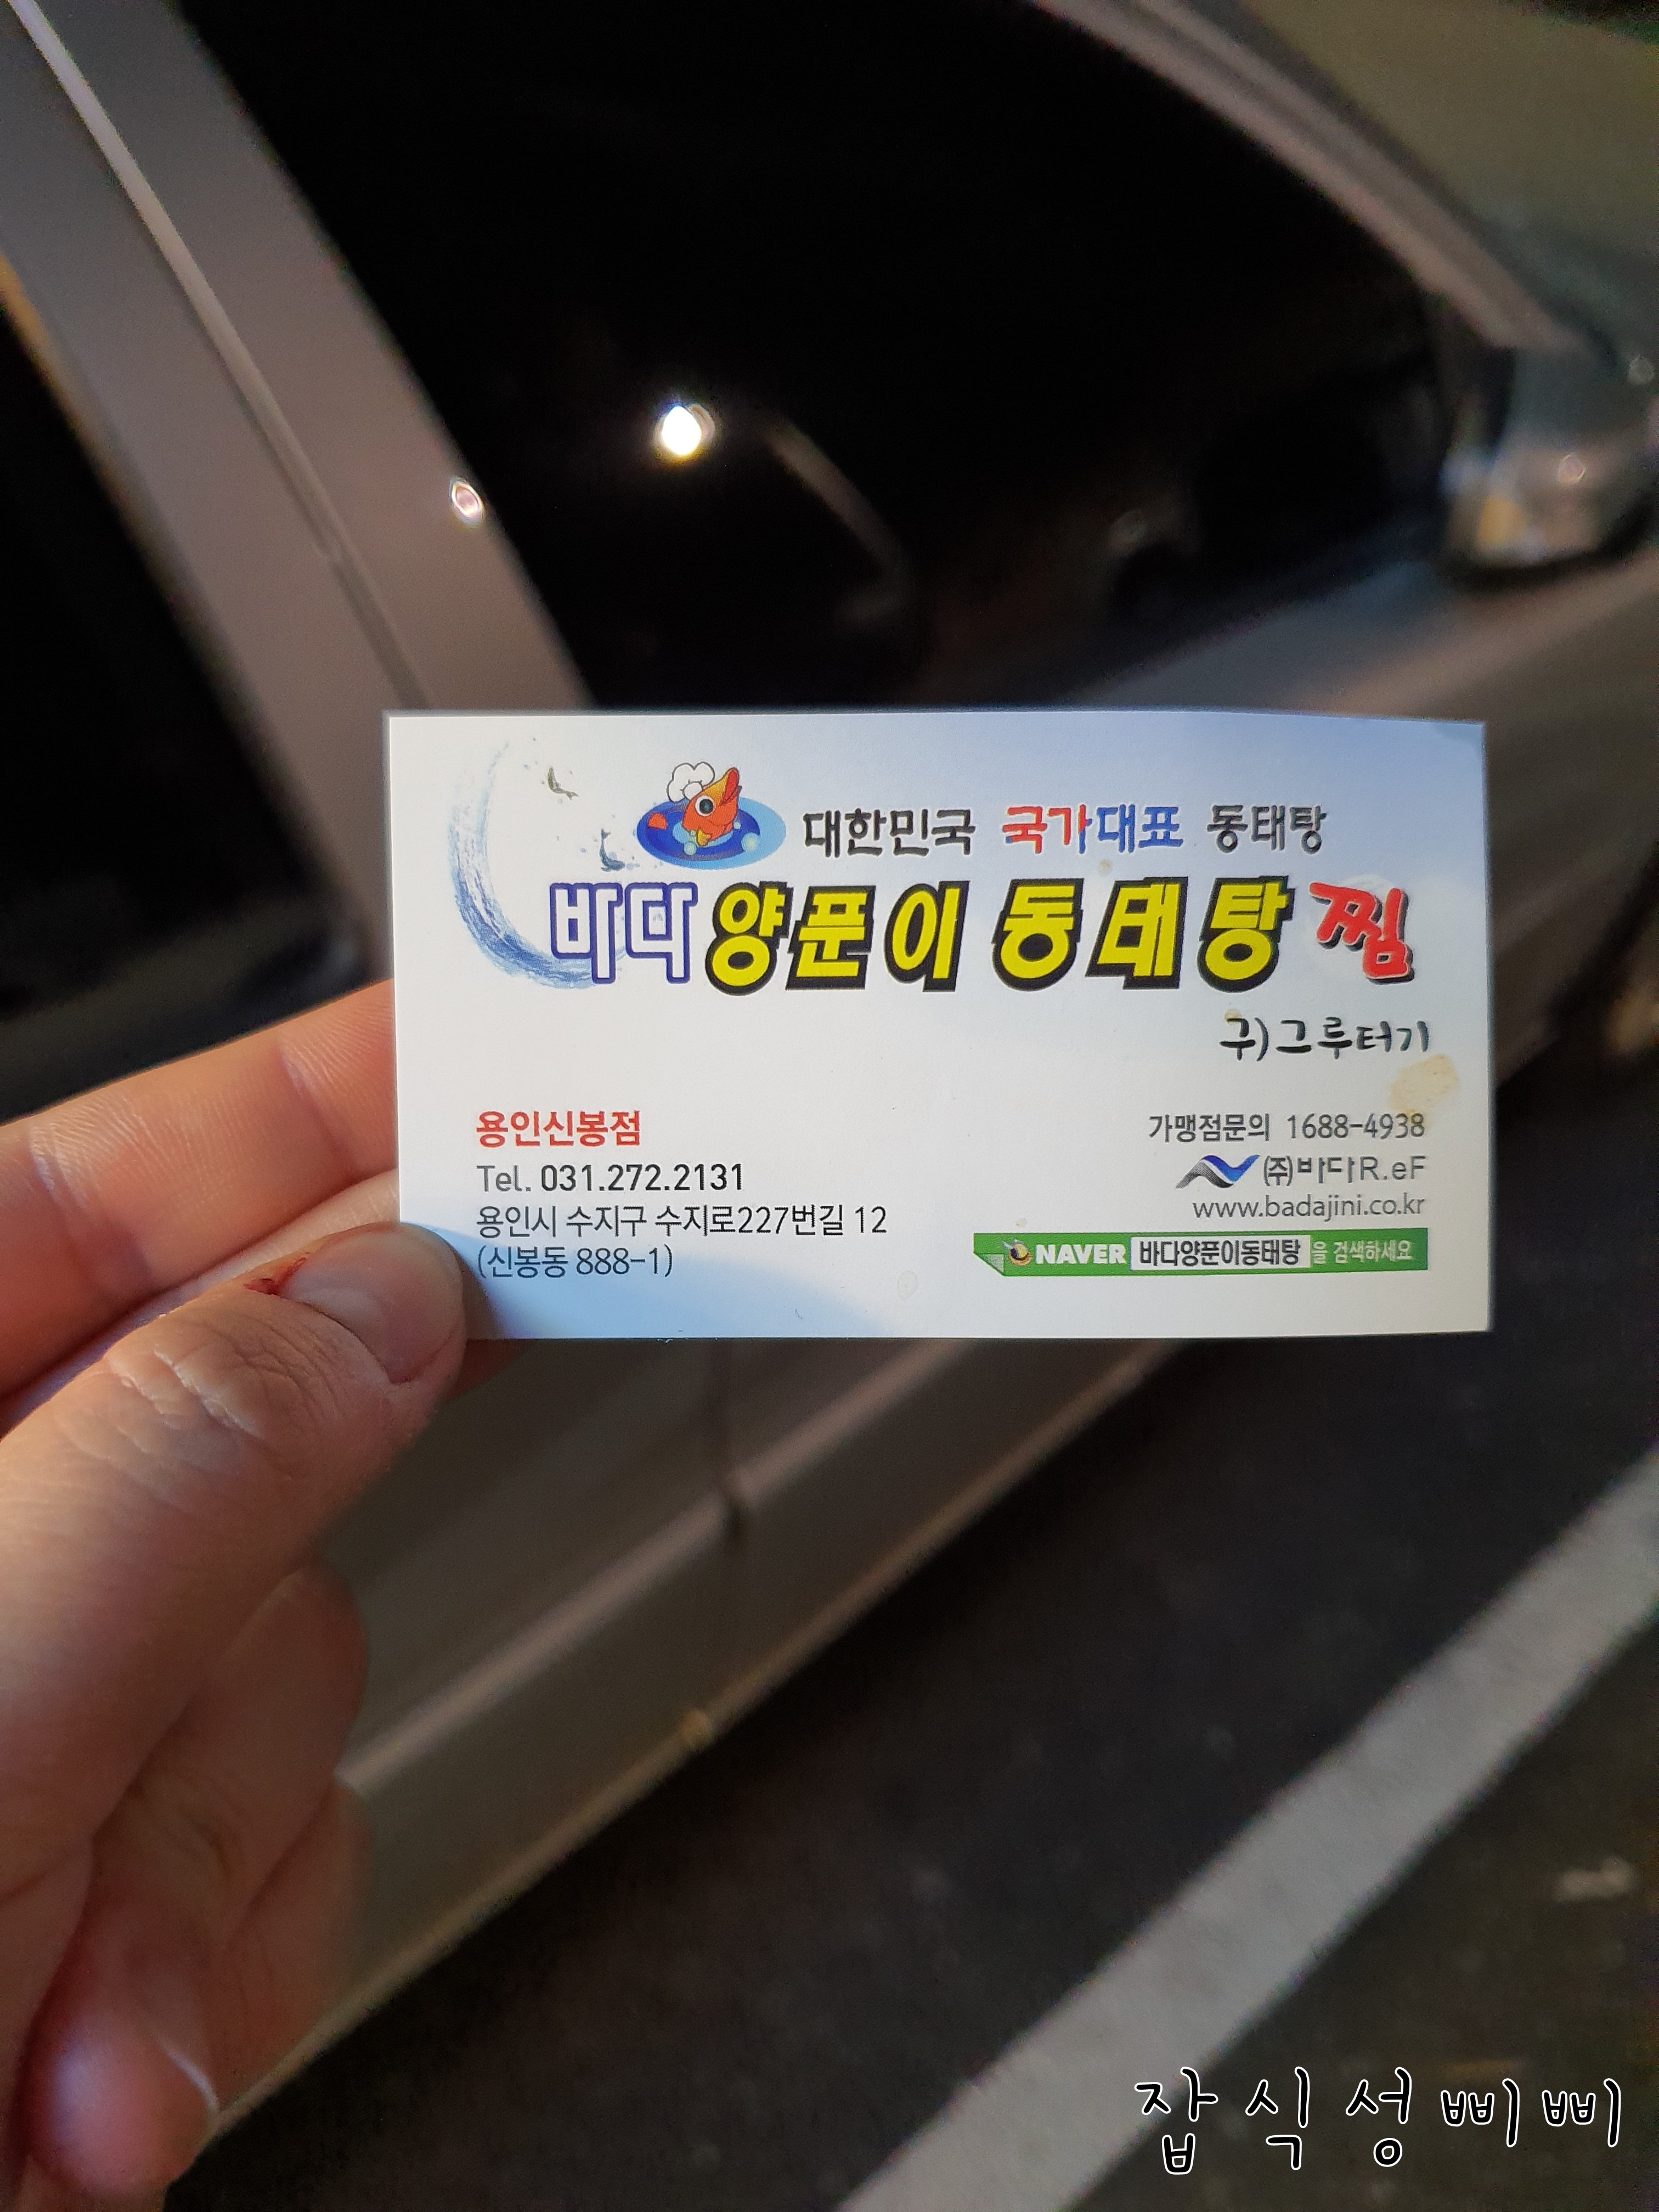 대한민국 국가대표 동태탕
바다양푼이 동태탕 찜
구)그루터기
용인신봉점
Tel. 031.272.2131
용인시 수지구 수지로227번길 12
(신봉동 888-1)
가맹점문의 1688-4938
㈜바다R.eF
www.badajini.co.kr
NAVER 바다양푼이동태탕 을 검색하세요
잡식성삐삐